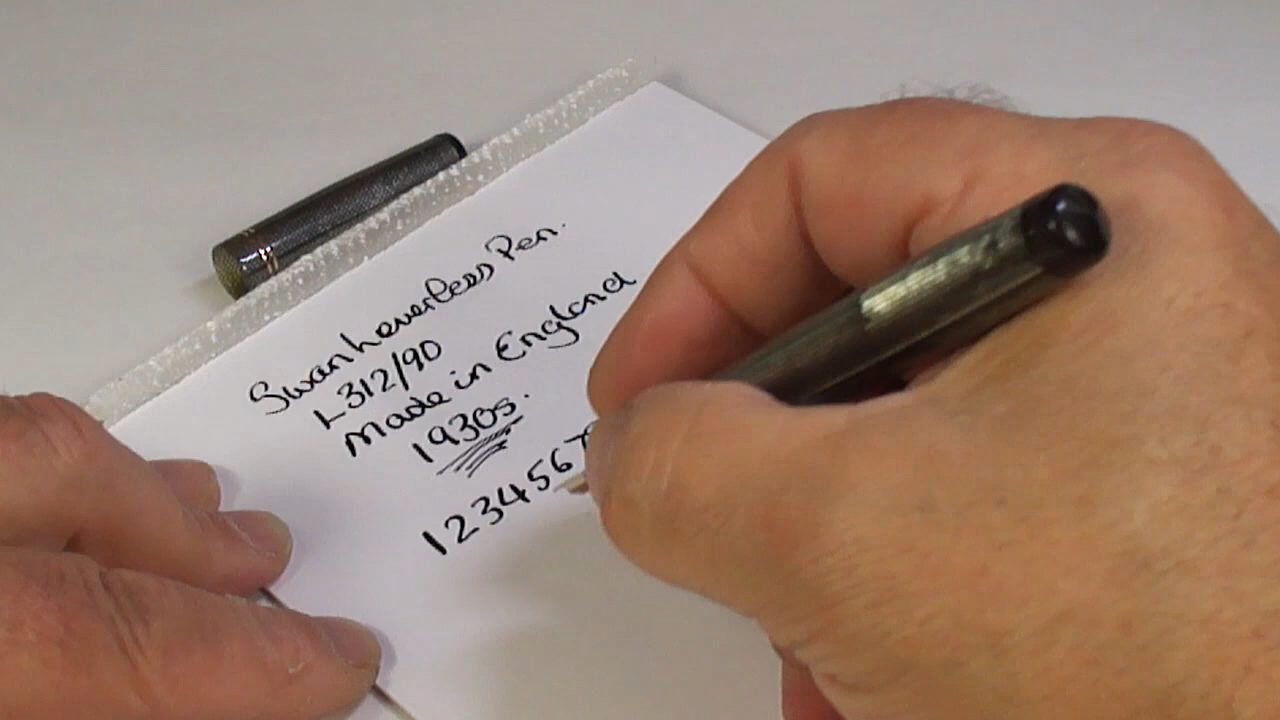 Swan Leverless Pen.
L312/90
Made in England
1930s.
1234567